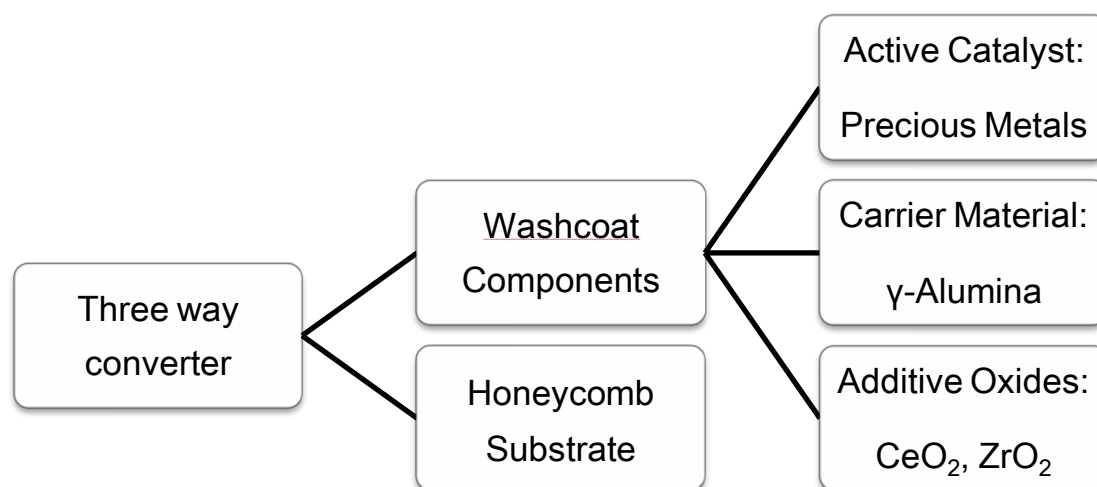 Three way
converter
Washcoat
Components
Honeycomb
Substrate
Active Catalyst:
Precious Metals
Carrier Material:
γ-Alumina
Additive Oxides:
CeO₂, ZrO₂